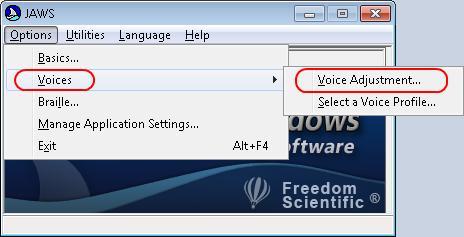 JAWS
Options Utilities Language Help
Basics...
Voices
Voice Adjustment...
Braille...
Select a Voice Profile...
Manage Application Settings...
Exit Alt+F4
dows
oftware
Freedom
Scientific®